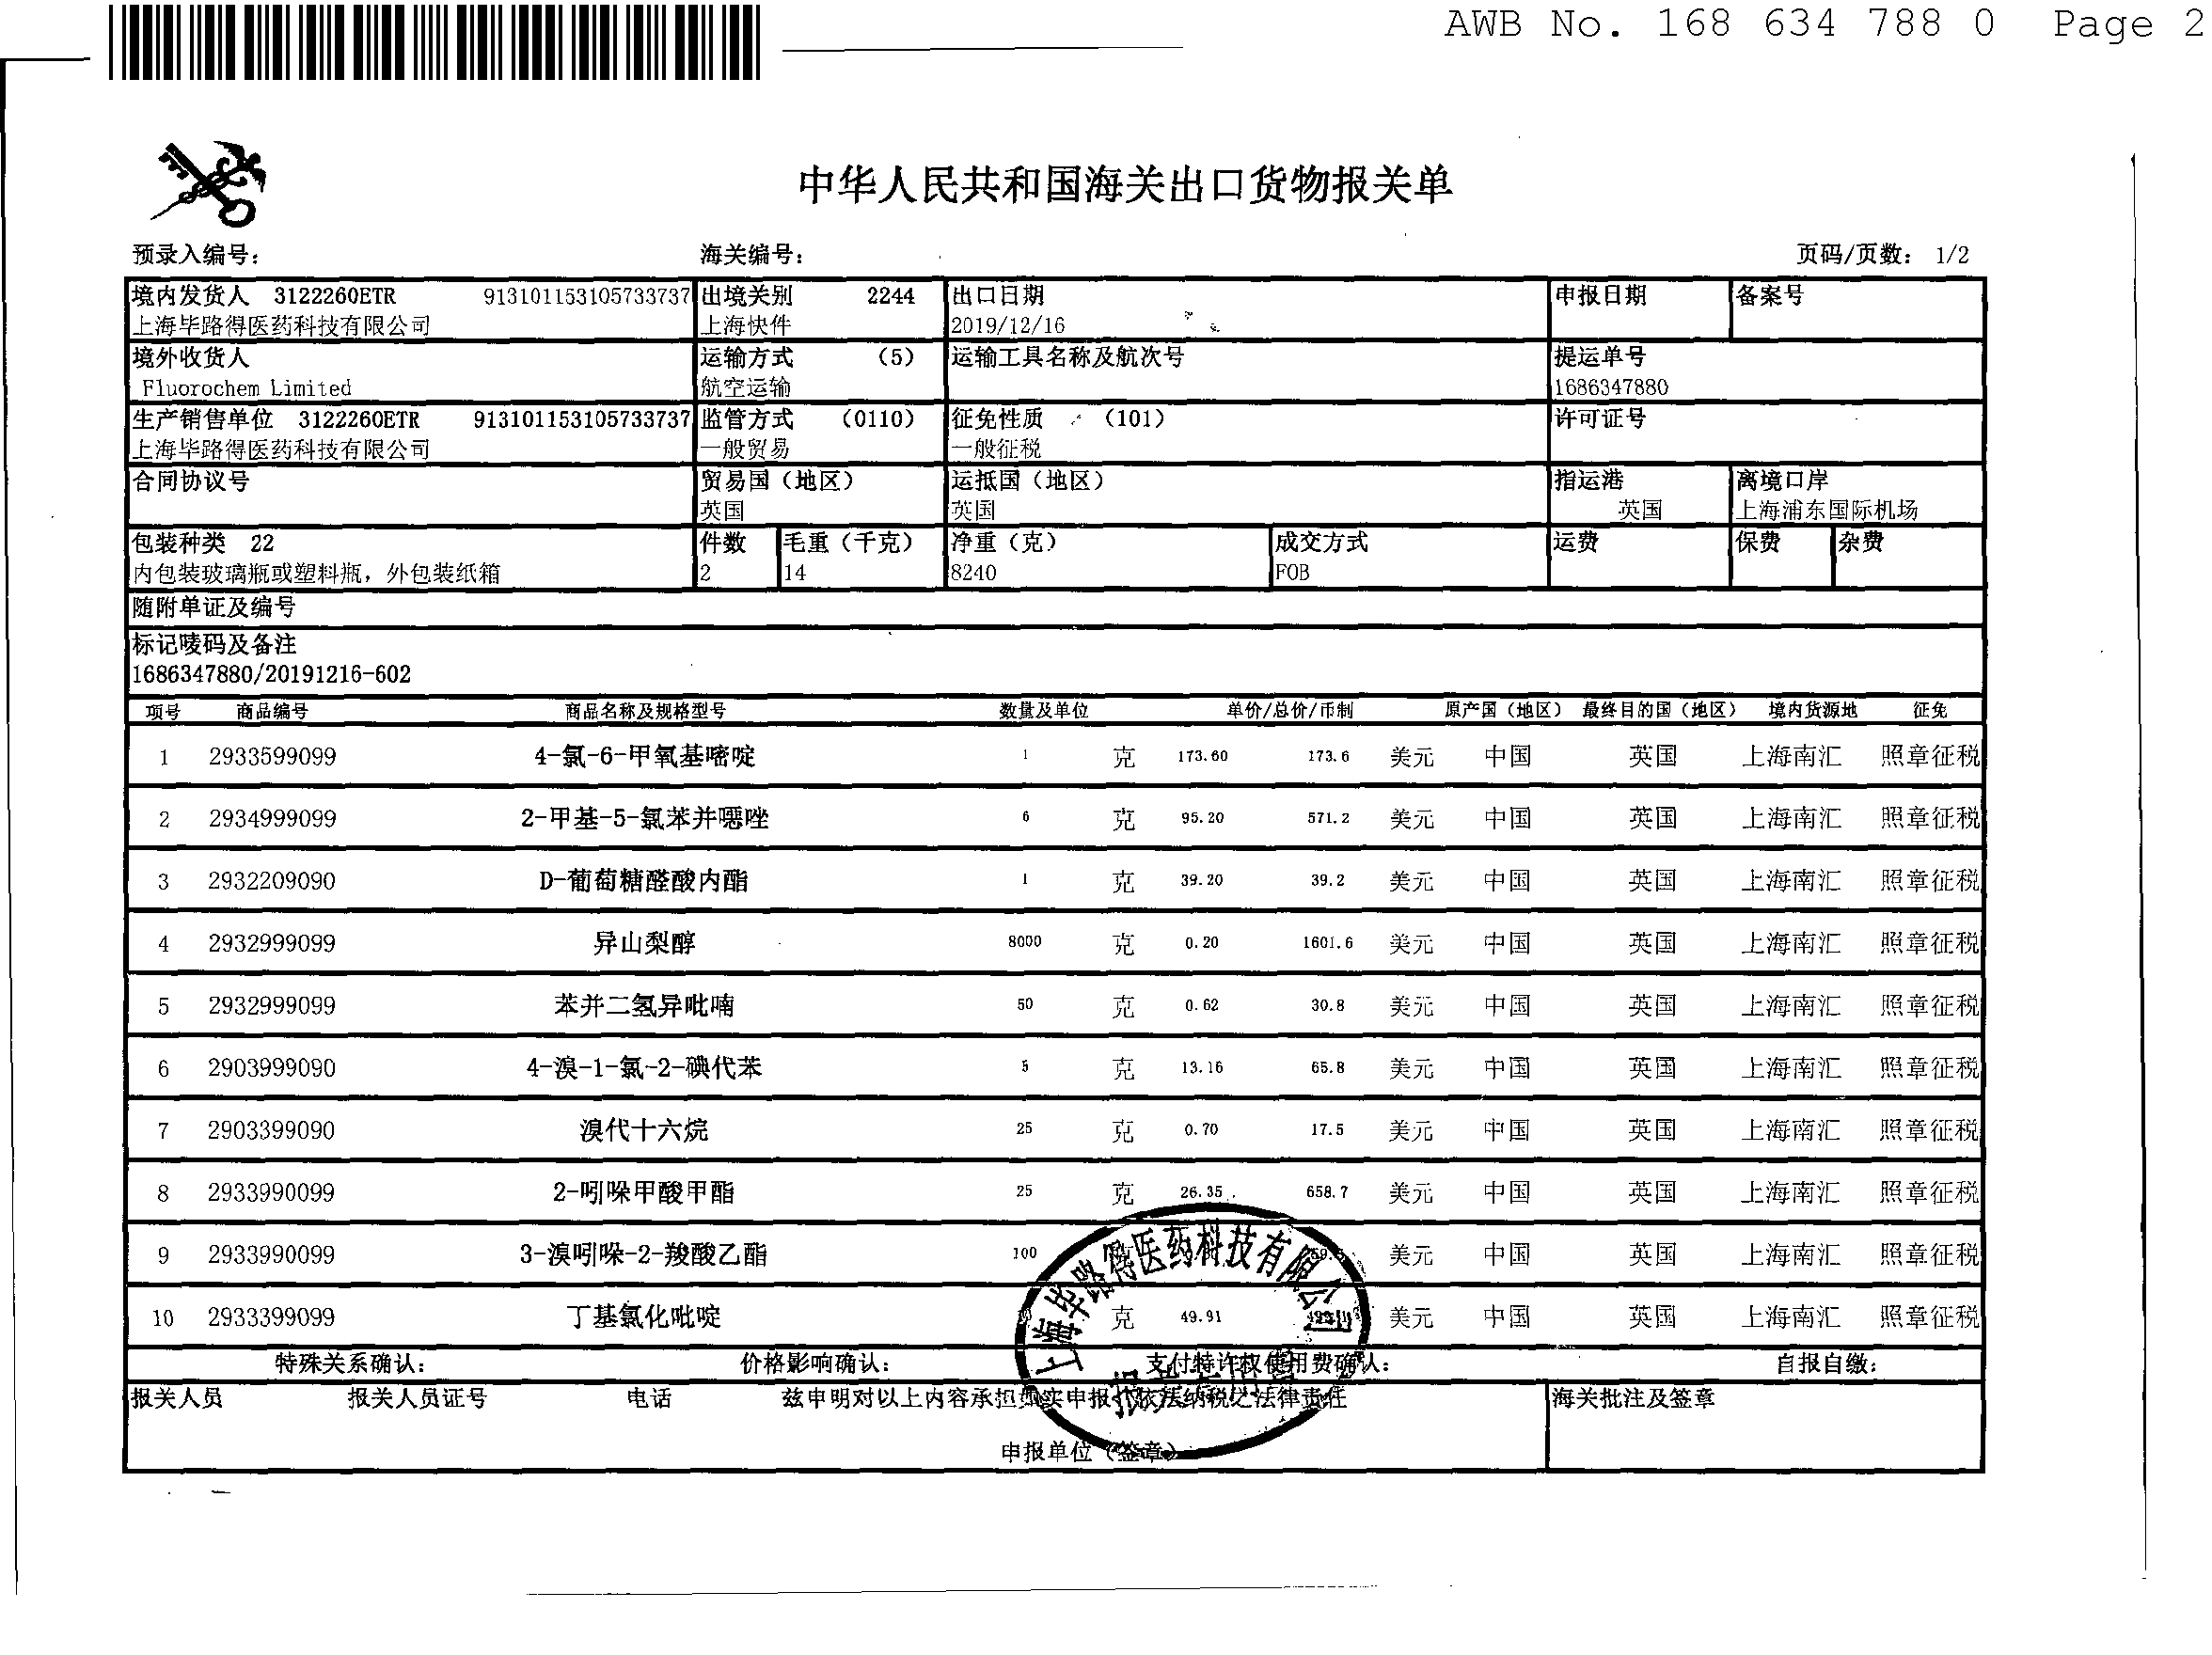 AWB No. 168 634 788 0 Page 2
中华人民共和国海关出口货物报关单
预录入编号： 海关编号： 页码/页数： 1/2
境内发货人 3122260ETR 913101153105733737 出境关别 2244 出口日期 申报日期 备案号
上海毕路得医药科技有限公司 上海快件 2019/12/16
境外收货人 运输方式 (5) 运输工具名称及航次号 提运单号
Fluorochem Limited 航空运输 1686347880
生产销售单位 3122260ETR 913101153105733737 监管方式 (0110) 征免性质 (101) 许可证号
上海毕路得医药科技有限公司 一般贸易 一般征税
合同协议号 贸易国（地区） 运抵国（地区） 指运港 离境口岸
英国 英国 英国 上海浦东国际机场
包装种类 22 件数 毛重（千克） 净重（克） 成交方式 运费 保费 杂费
内包装玻璃瓶或塑料瓶，外包装纸箱 2 14 8240 FOB
随附单证及编号
标记唛码及备注
1686347880/20191216-602
项号 商品编号 商品名称及规格型号 数量及单位 单价/总价/币制 原产国（地区） 最终目的国（地区） 境内货源地 征免
1 2933599099 4-氯-6-甲氧基嘧啶 1 克 173.60 173.6 美元 中国 英国 上海南汇 照章征税
2 2934999099 2-甲基-5-氯苯并噁唑 6 克 95.20 571.2 美元 中国 英国 上海南汇 照章征税
3 2932209090 D-葡萄糖醛酸内酯 1 克 39.20 39.2 美元 中国 英国 上海南汇 照章征税
4 2932999099 异山梨醇 8000 克 0.20 1601.6 美元 中国 英国 上海南汇 照章征税
5 2932999099 苯并二氢异吡喃 50 克 0.62 30.8 美元 中国 英国 上海南汇 照章征税
6 2903999090 4-溴-1-氯-2-碘代苯 5 克 13.16 65.8 美元 中国 英国 上海南汇 照章征税
7 2903399090 溴代十六烷 25 克 0.70 17.5 美元 中国 英国 上海南汇 照章征税
8 2933990099 2-吲哚甲酸甲酯 25 克 26.35 658.7 美元 中国 英国 上海南汇 照章征税
9 2933990099 3-溴吲哚-2-羧酸乙酯 100 美元 中国 英国 上海南汇 照章征税
10 2933399099 丁基氯化吡啶 克 49.91 美元 中国 英国 上海南汇 照章征税
上海毕路得医药科技有限公司
特殊关系确认： 价格影响确认： 支付特许权使用费确认： 自报自缴：
报关人员 报关人员证号 电话 兹申明对以上内容承担如实申报、依法纳税之法律责任 海关批注及签章
申报单位（签章）